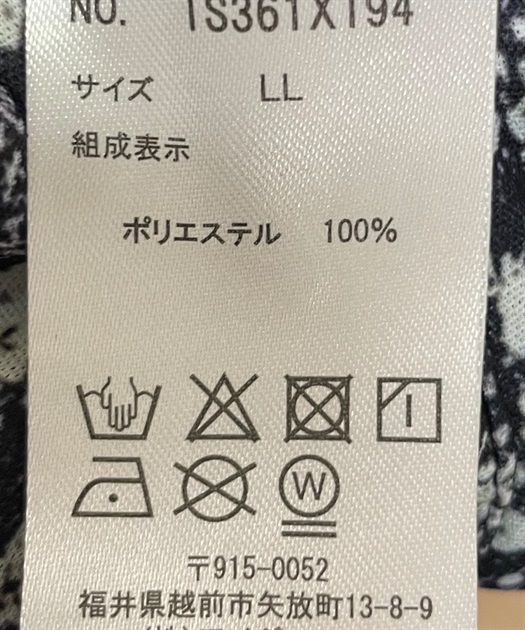 NO. TS361X194
サイズ LL
組成表示
ポリエステル 100%
W
〒915-0052
福井県越前市矢放町13-8-9